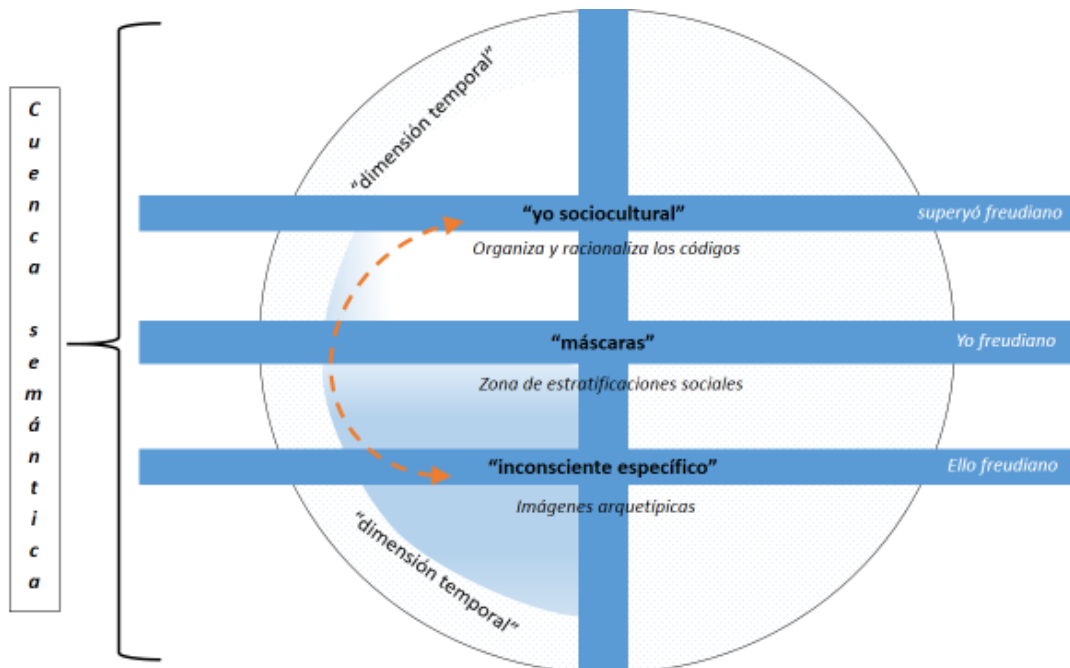 Cuenca semántica
“dimensión temporal”
“yo sociocultural”
superyó freudiano
Organiza y racionaliza los códigos
“máscaras”
Yo freudiano
Zona de estratificaciones sociales
“inconsciente específico”
Ello freudiano
Imágenes arquetípicas
“dimensión temporal”